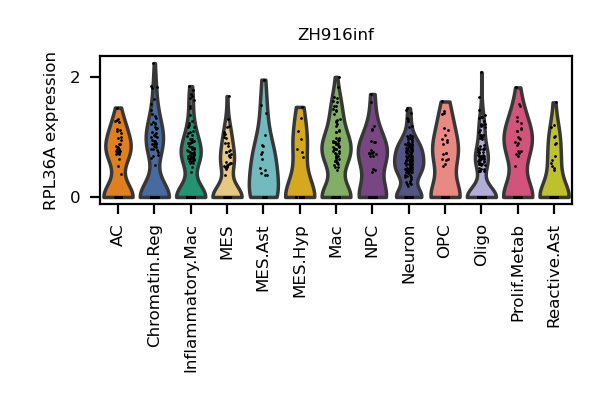 ZH916inf
RPL36A expression
2
0
AC
Chromatin.Reg
Inflammatory.Mac
MES
MES.Ast
MES.Hyp
Mac
NPC
Neuron
OPC
Oligo
Prolif.Metab
Reactive.Ast